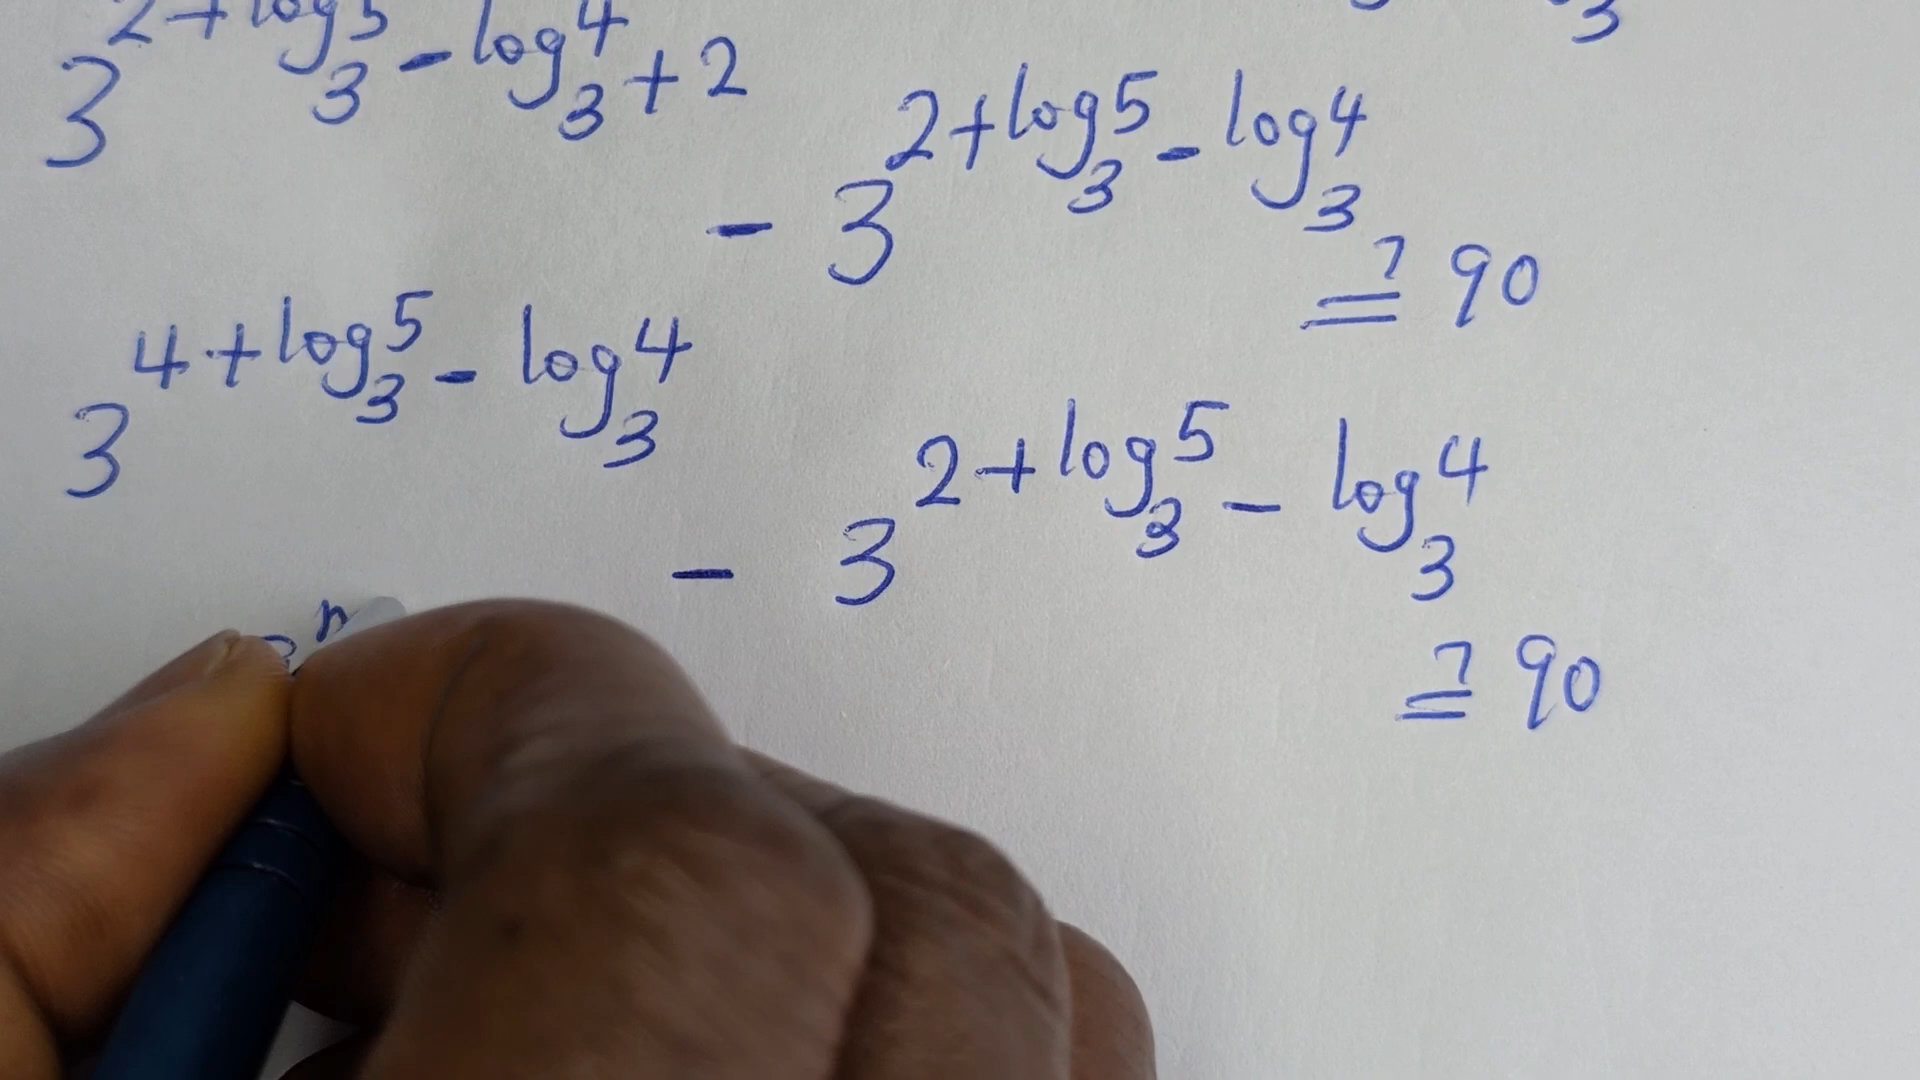 3^{2+log_3 5 - log_3 4 + 2}
- 3^{2+log_3 5 - log_3 4}
≟ 90
3^{4+log_3 5 - log_3 4}
- 3^{2+log_3 5 - log_3 4}
≟ 90